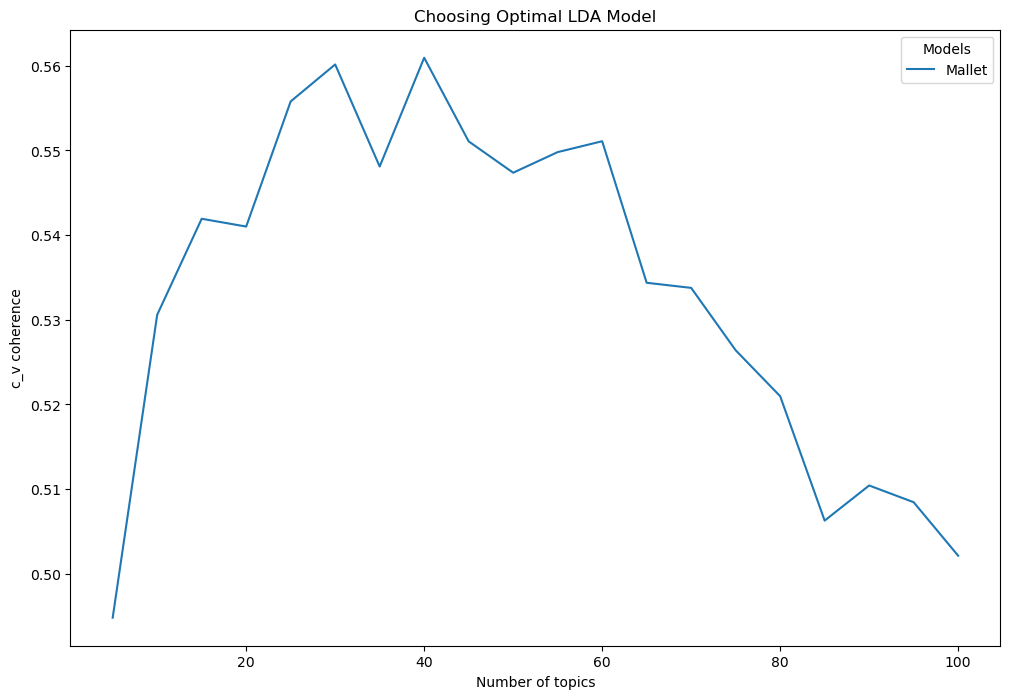 Choosing Optimal LDA Model
Models
Mallet
c_v coherence
0.56
0.55
0.54
0.53
0.52
0.51
0.50
20 40 60 80 100
Number of topics